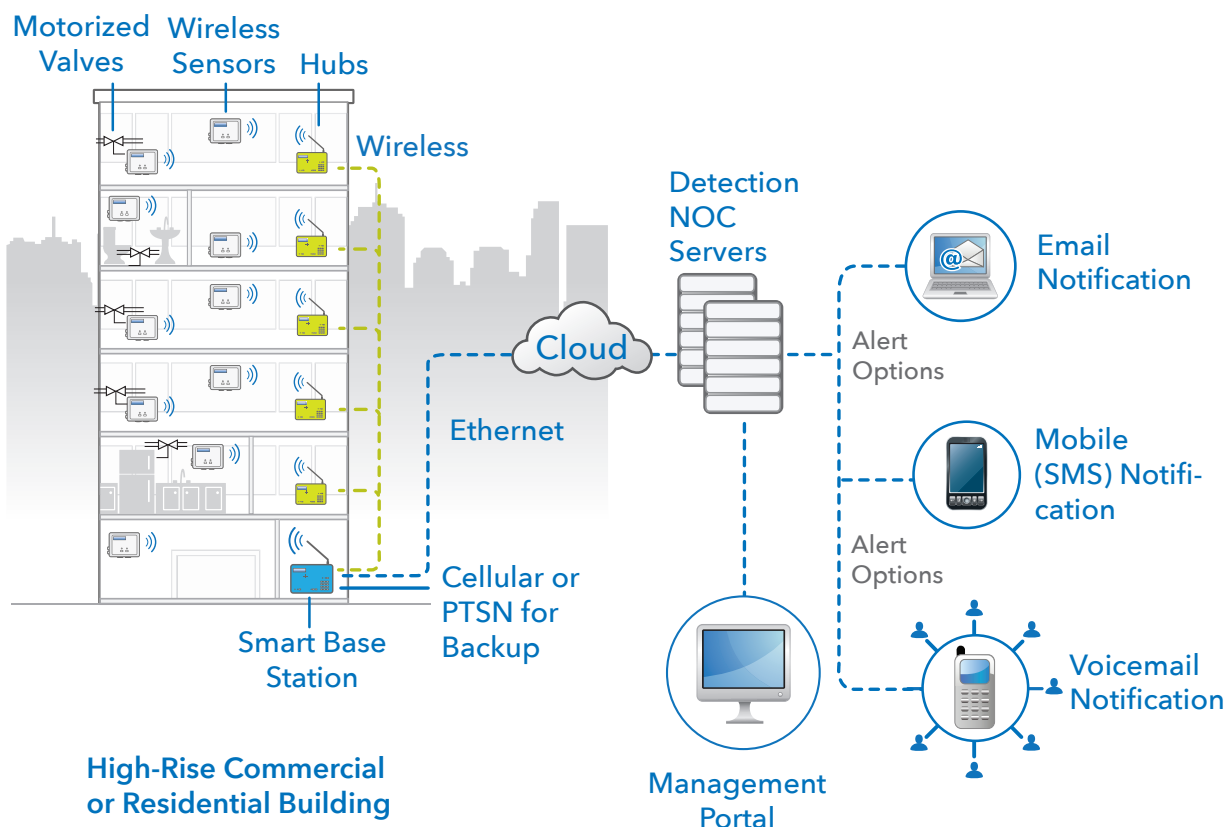 Motorized
Valves
Wireless
Sensors
Hubs
Wireless
Detection
NOC
Servers
Email
Notification
Cloud
Alert
Options
Ethernet
Mobile
(SMS) Notifi-
cation
Alert
Options
Cellular or
PTSN for
Backup
Smart Base
Station
Voicemail
Notification
High-Rise Commercial
or Residential Building
Management
Portal
@